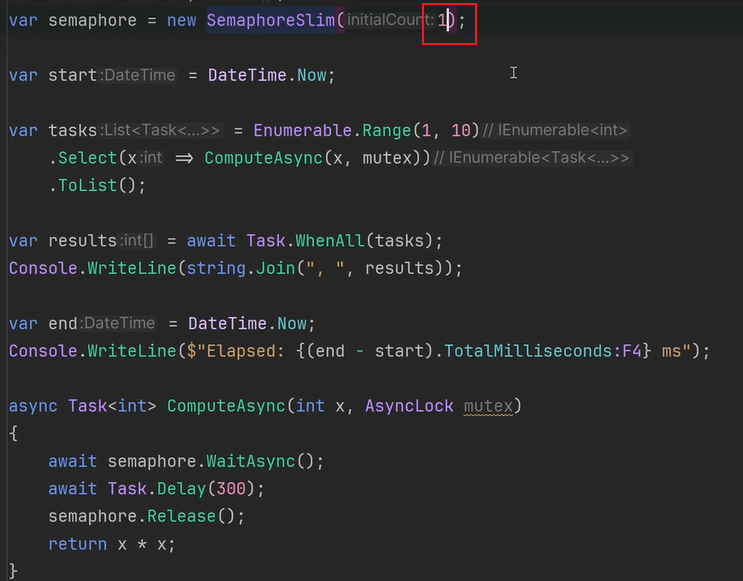 var semaphore = new SemaphoreSlim(initialCount:1);
var start:DateTime = DateTime.Now;
var tasks:List<Task<...>> = Enumerable.Range(1, 10)// IEnumerable<int>
.Select(x:int => ComputeAsync(x, mutex))// IEnumerable<Task<...>>
.ToList();
var results:int[] = await Task.WhenAll(tasks);
Console.WriteLine(string.Join(", ", results));
var end:DateTime = DateTime.Now;
Console.WriteLine($"Elapsed: {(end - start).TotalMilliseconds:F4} ms");
async Task<int> ComputeAsync(int x, AsyncLock mutex)
{
await semaphore.WaitAsync();
await Task.Delay(300);
semaphore.Release();
return x * x;
}